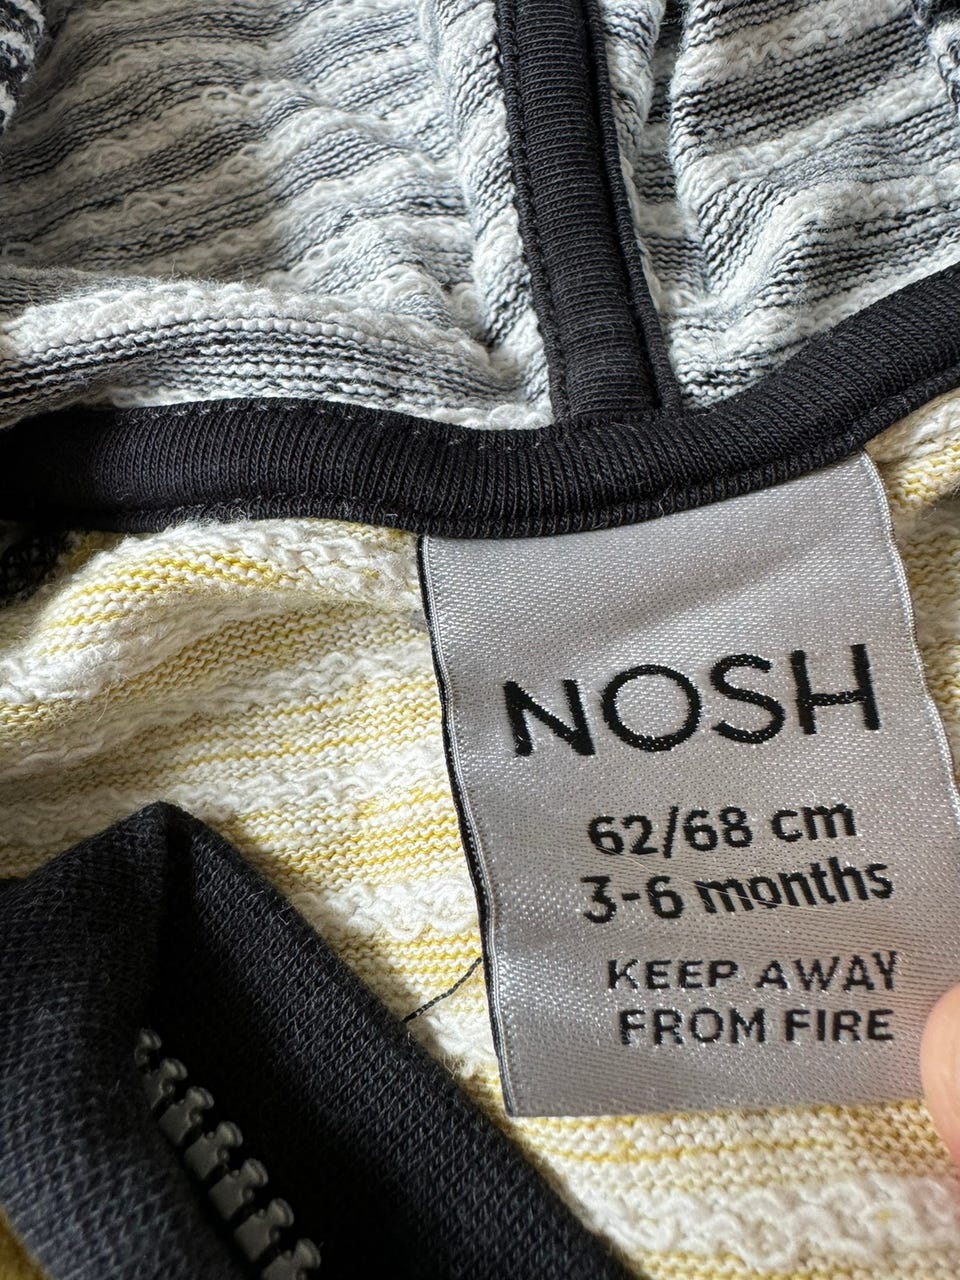 NOSH
62/68 cm
3-6 months
KEEP AWAY
FROM FIRE